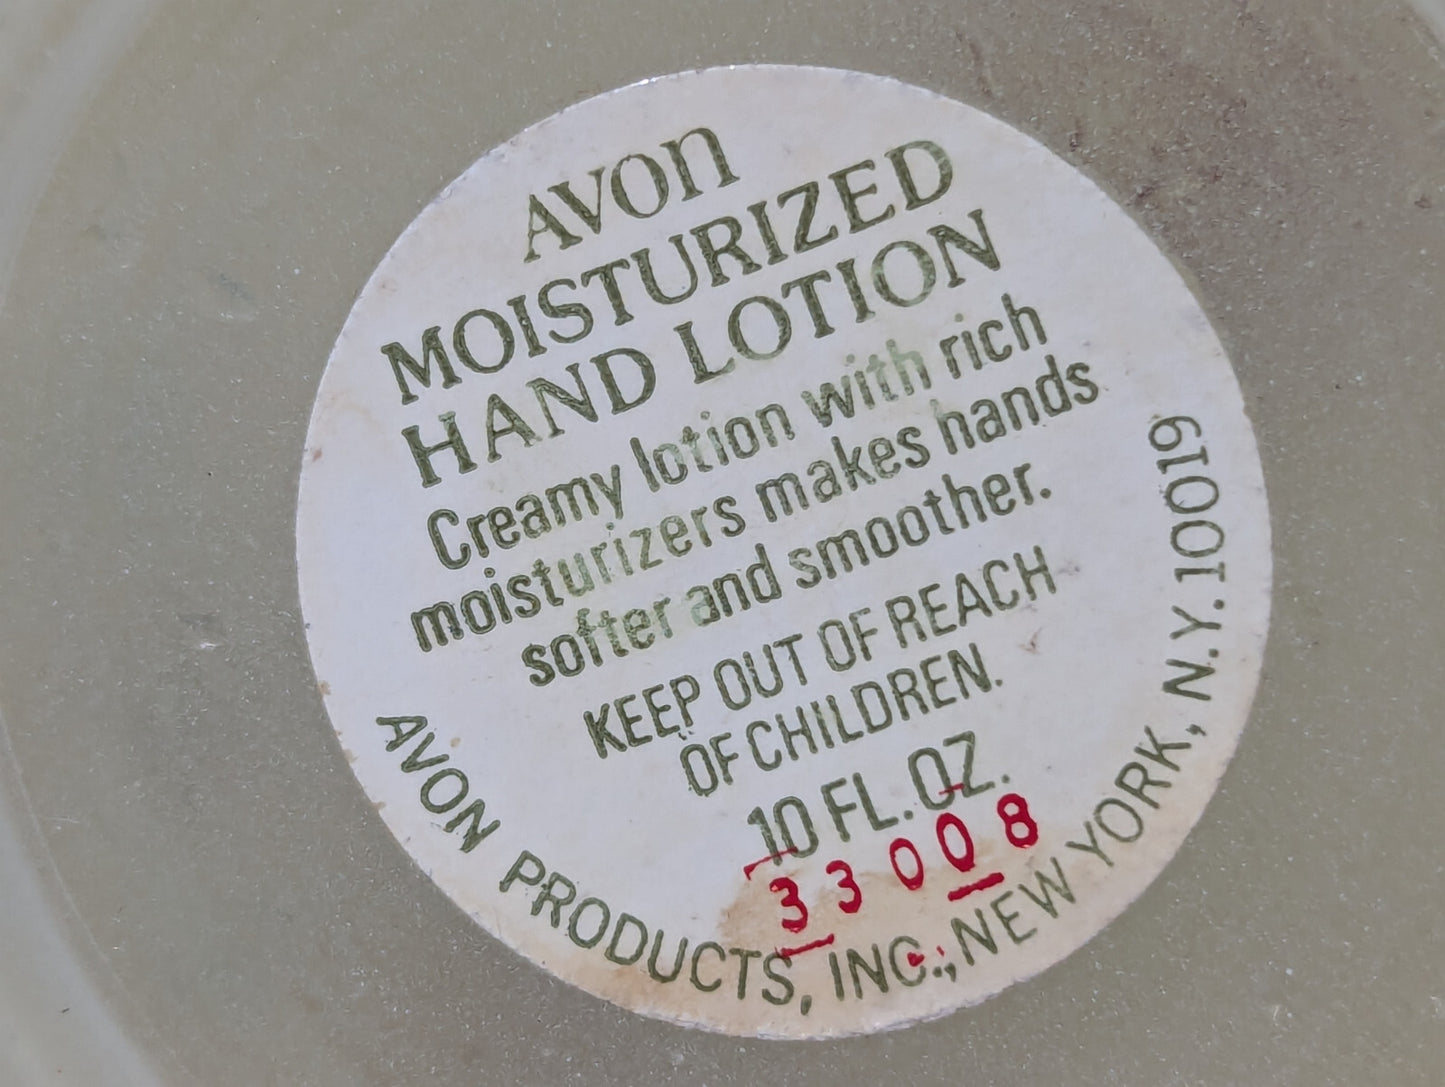 AVON
MOISTURIZED
HAND LOTION
Creamy lotion with rich
moisturizers makes hands
softer and smoother.
KEEP OUT OF REACH
OF CHILDREN.
10 FL. OZ.
33008
AVON PRODUCTS, INC., NEW YORK, N.Y. 10019